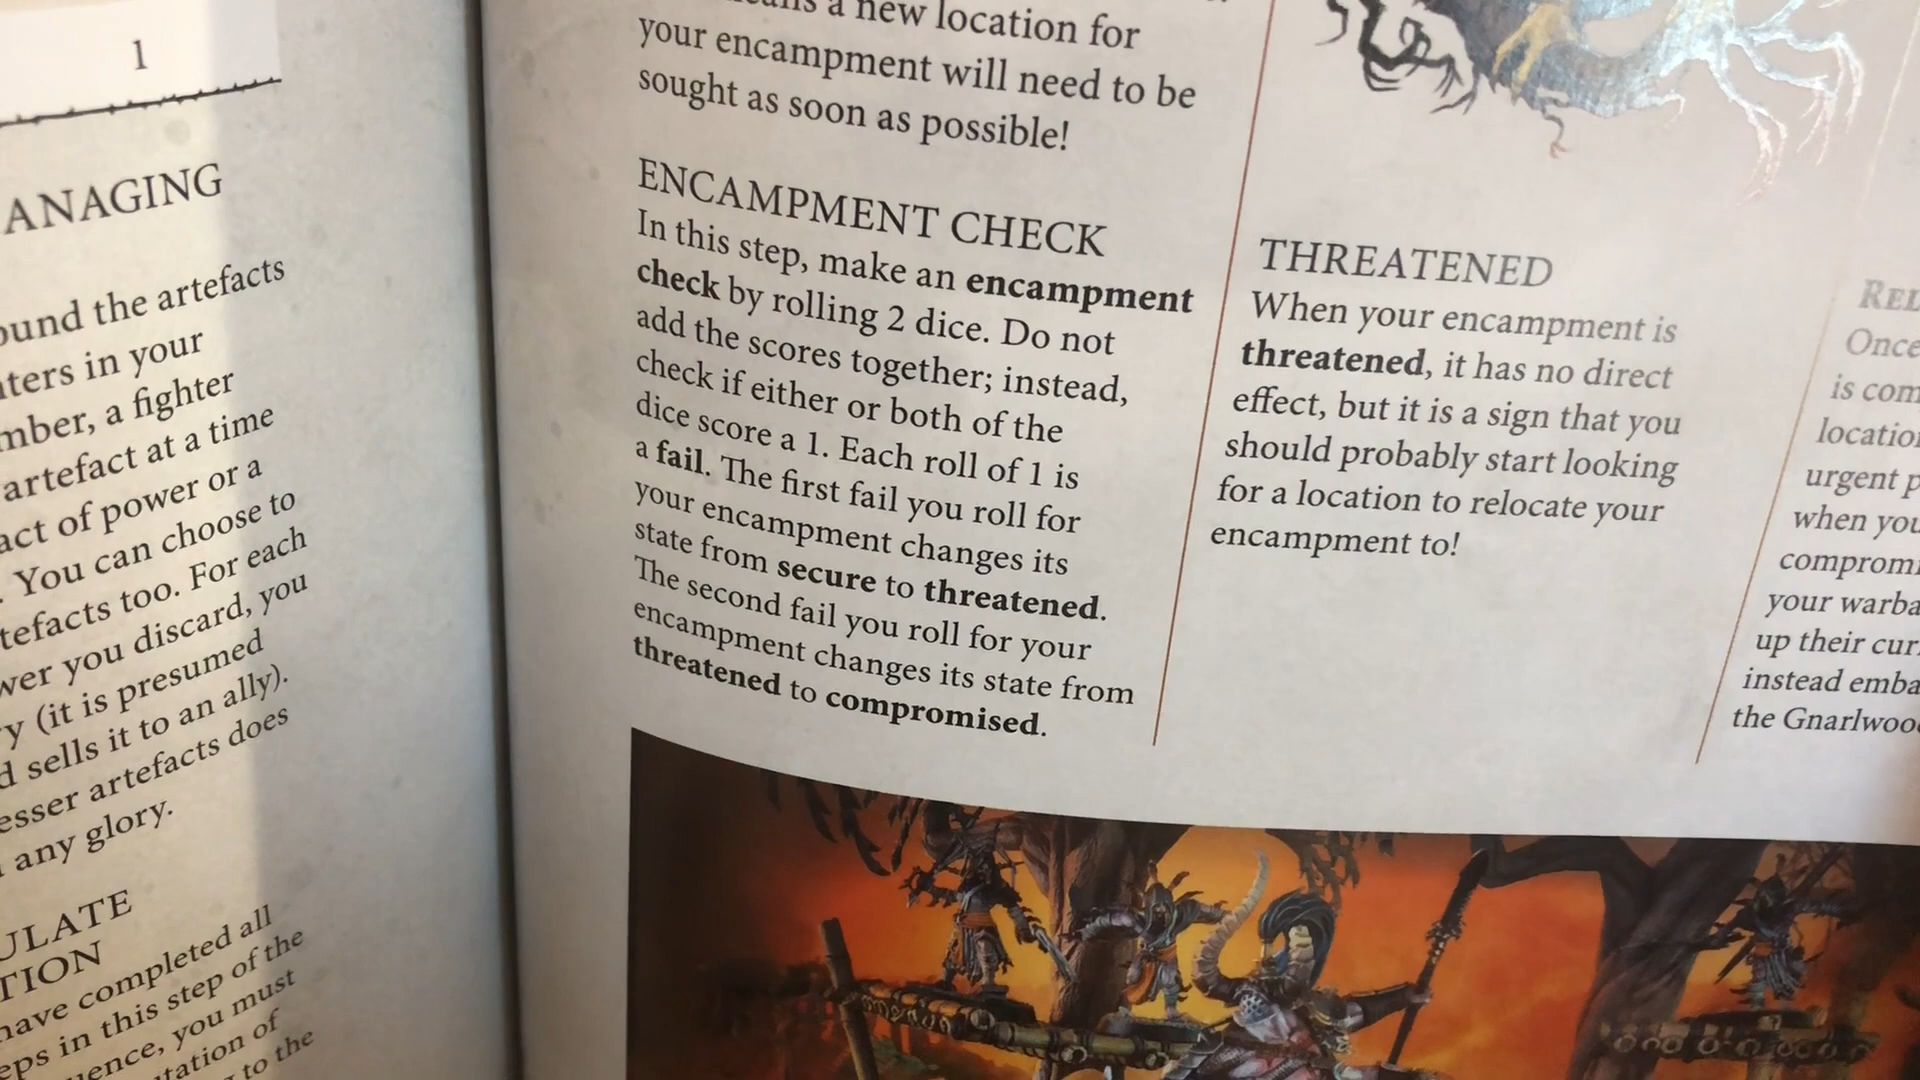 1
ANAGING
ound the artefacts
ters in your
mber, a fighter
artefact at a time
act of power or a
. You can choose to
tefacts too. For each
wer you discard, you
y (it is presumed
d sells it to an ally).
esser artefacts does
any glory.
ULATE
TION
have completed all
eps in this step of the
uence, you must
tation of
to the
a new location for
your encampment will need to be
sought as soon as possible!
ENCAMPMENT CHECK
In this step, make an encampment
check by rolling 2 dice. Do not
add the scores together; instead,
check if either or both of the
dice score a 1. Each roll of 1 is
a fail. The first fail you roll for
your encampment changes its
state from secure to threatened.
The second fail you roll for your
encampment changes its state from
threatened to compromised.
THREATENED
When your encampment is
threatened, it has no direct
effect, but it is a sign that you
should probably start looking
for a location to relocate your
encampment to!
REL
Once
is com
location
urgent p
when you
compromi
your warba
up their cur
instead emba
the Gnarlwoo